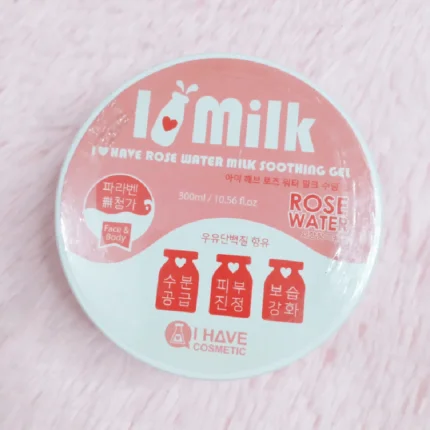 I Milk
I HAVE ROSE WATER MILK SOOTHING GEL
아이 해브 로즈 워터 밀크 수딩
300ml / 10.56 fl.oz
파라벤
無첨가
Face &
Body
ROSE
WATER
우유단백질 함유
수분
공급
피부
진정
보습
강화
I HAVE
COSMETIC